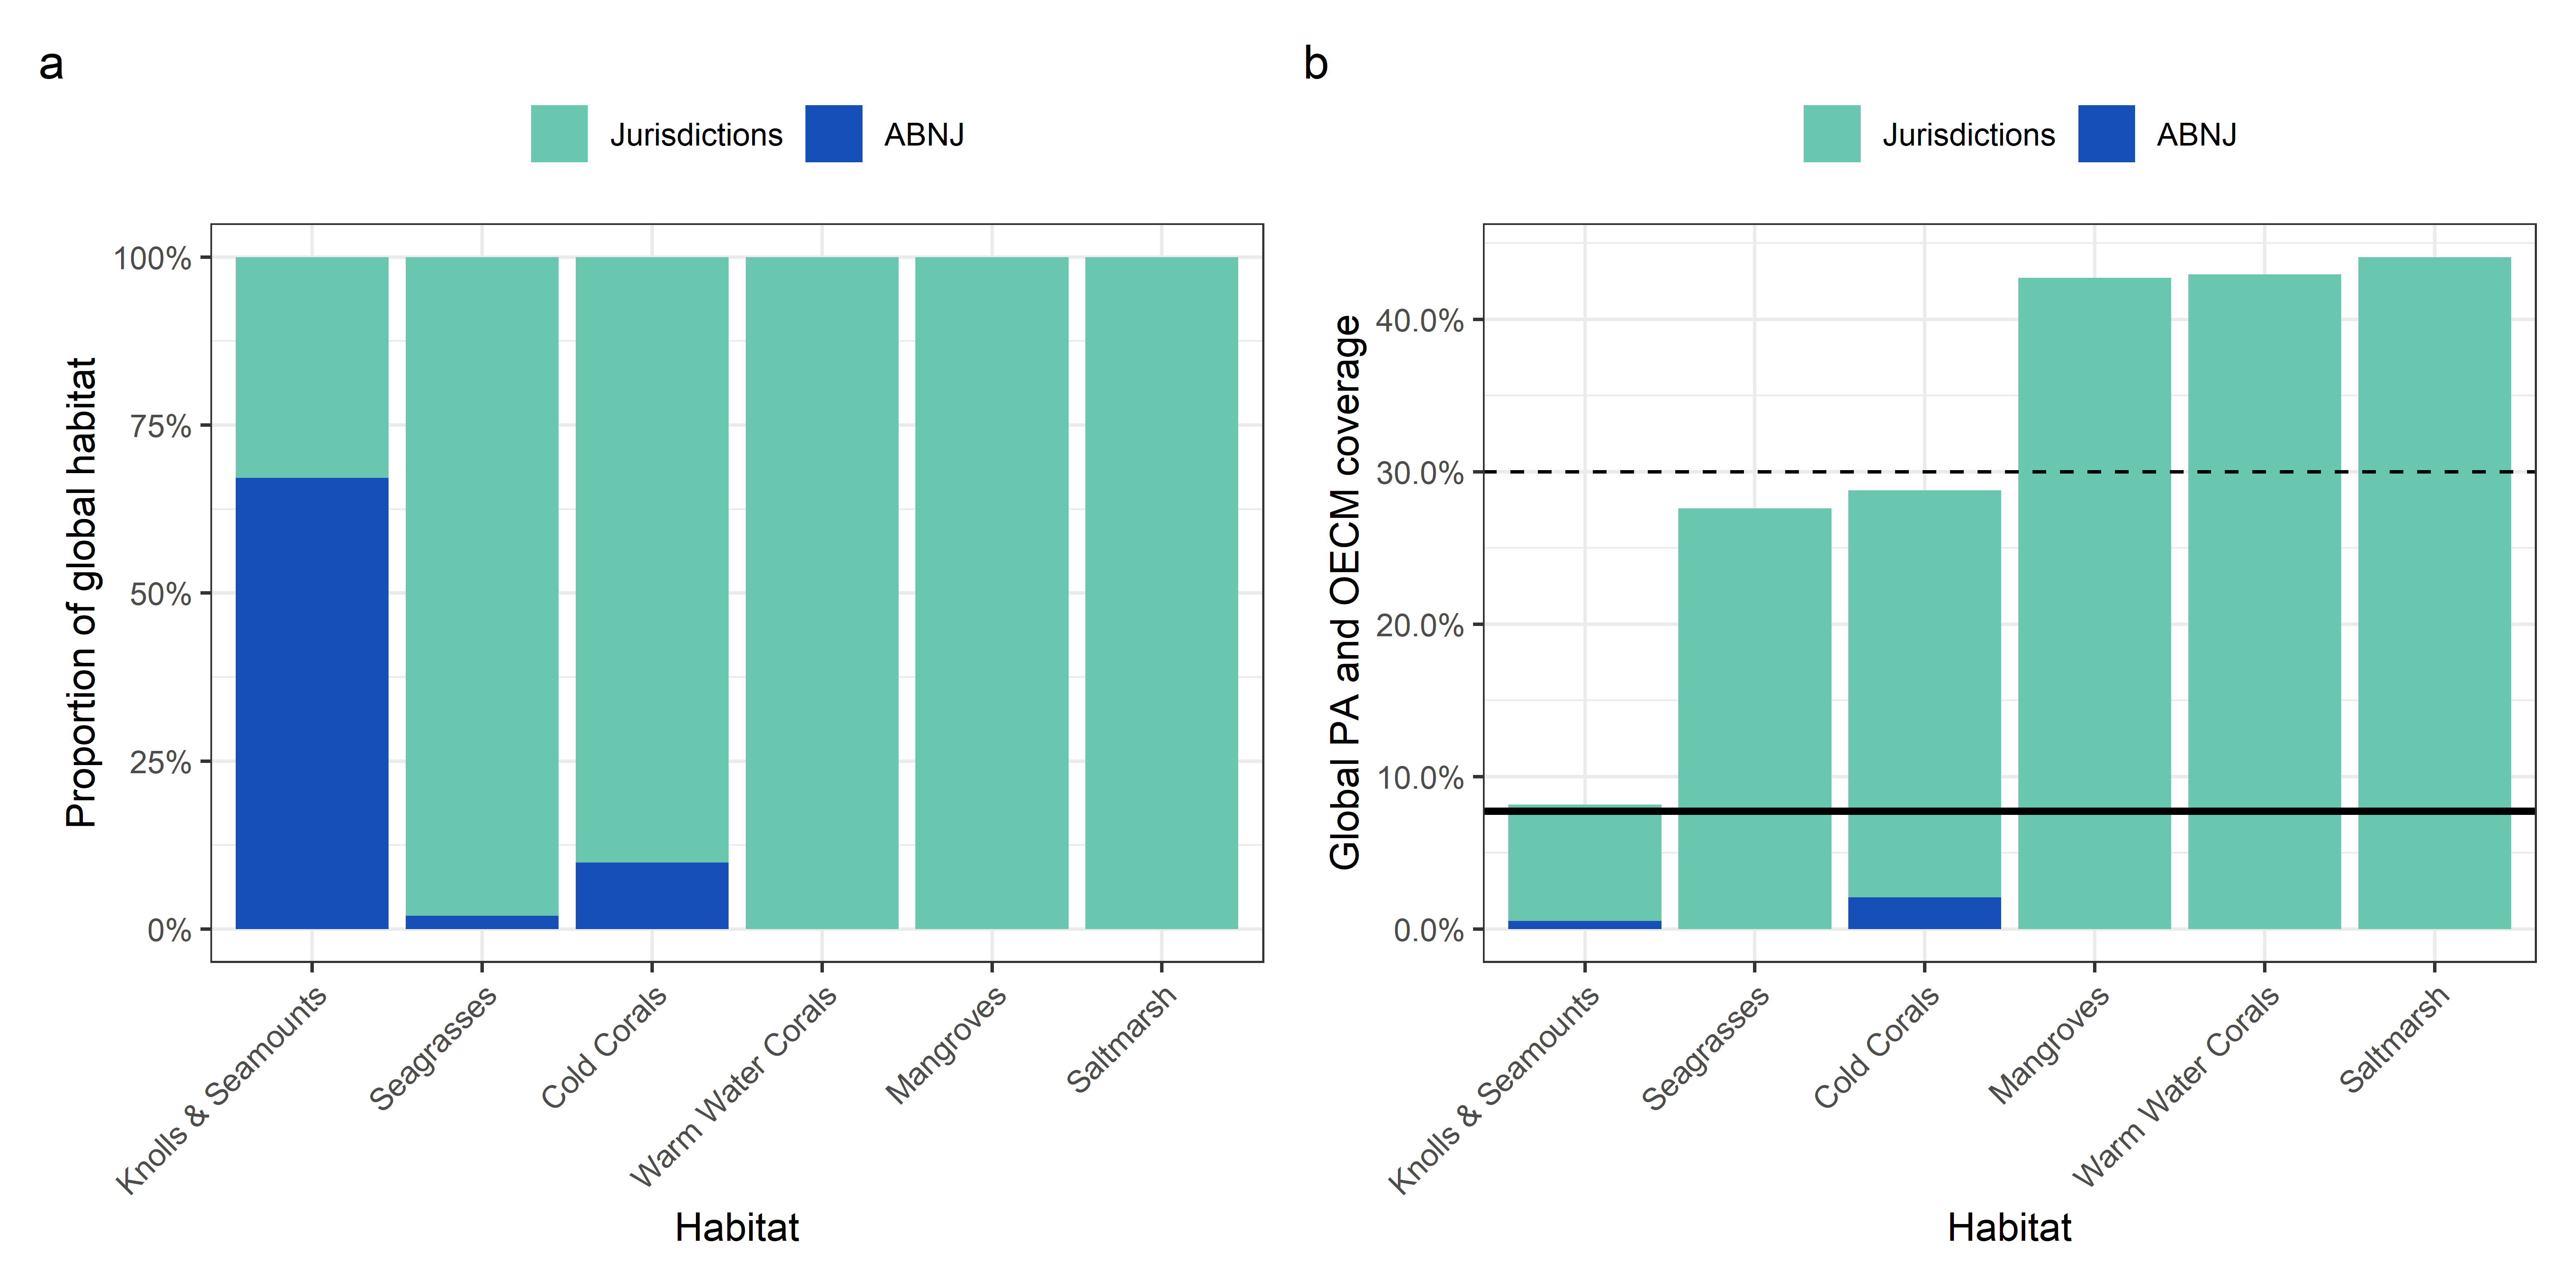 a
Jurisdictions ABNJ
Proportion of global habitat
100%
75%
50%
25%
0%
Knolls & Seamounts
Seagrasses
Cold Corals
Warm Water Corals
Mangroves
Saltmarsh
Habitat
b
Jurisdictions ABNJ
Global PA and OECM coverage
40.0%
30.0%
20.0%
10.0%
0.0%
Knolls & Seamounts
Seagrasses
Cold Corals
Mangroves
Warm Water Corals
Saltmarsh
Habitat